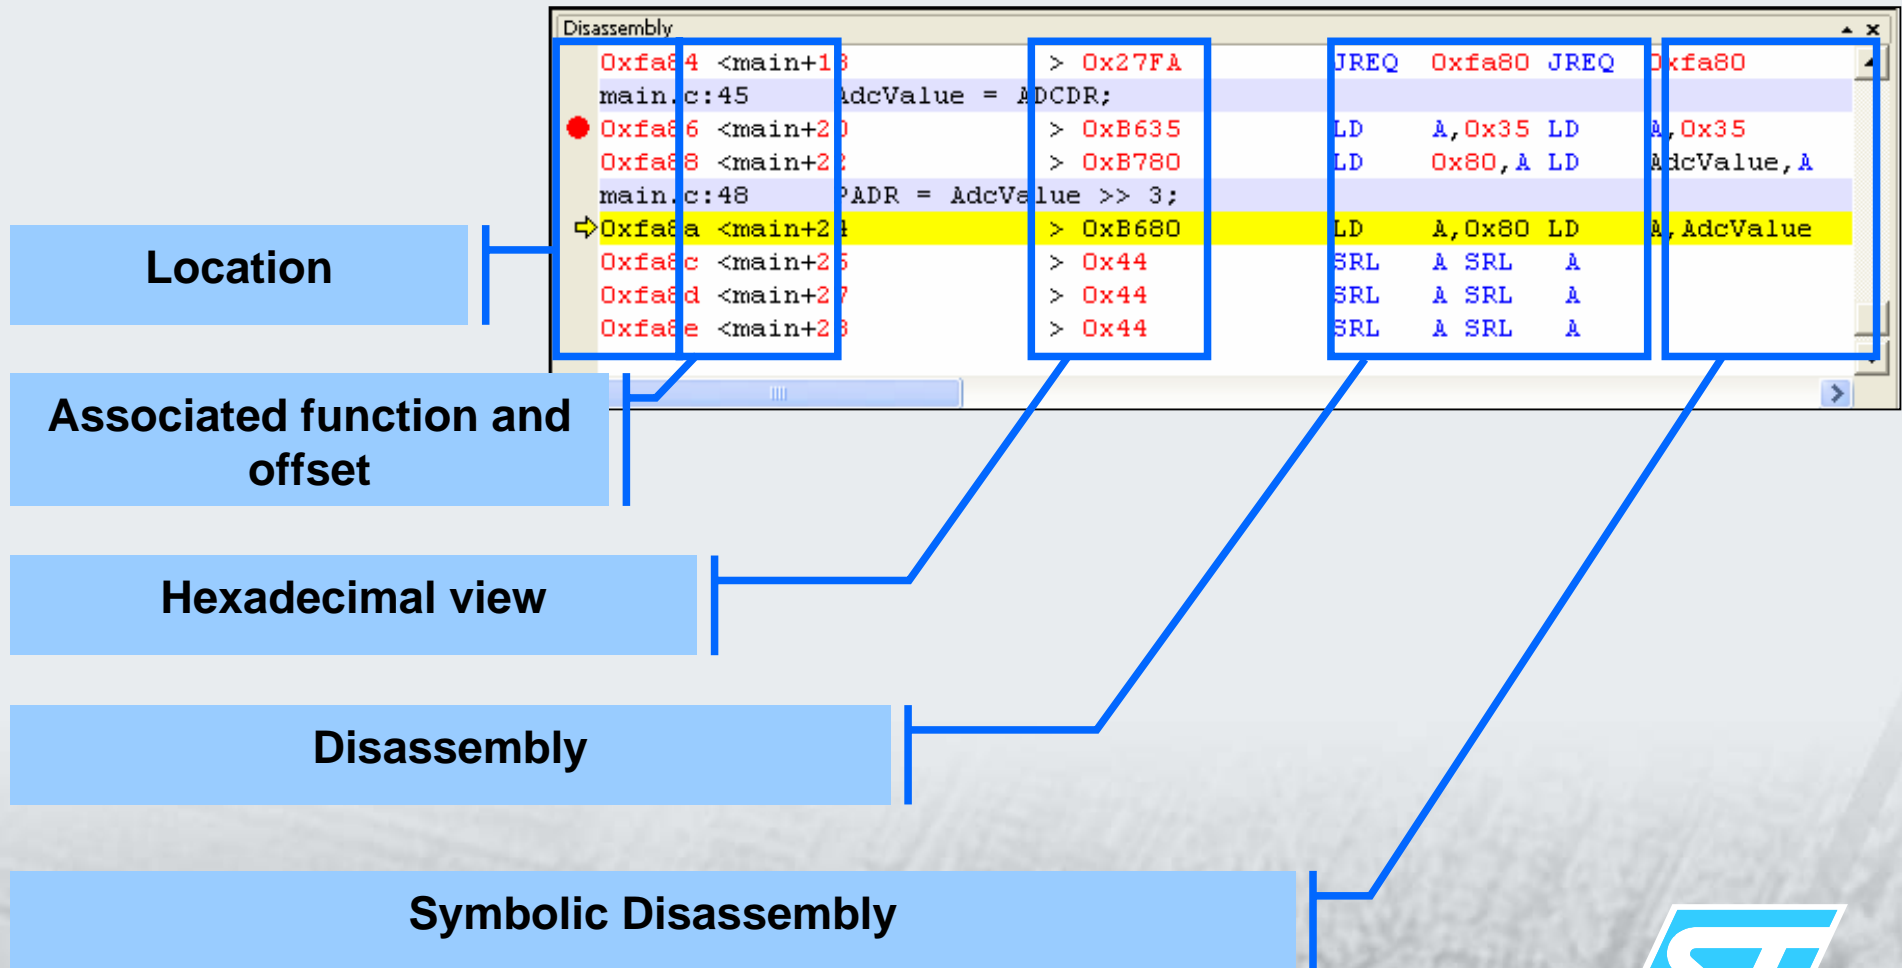 Disassembly
0xfa84 <main+18 > 0x27FA JREQ 0xfa80 JREQ 0xfa80
main.c:45 AdcValue = ADCDR;
0xfa86 <main+20 > 0xB635 LD A,0x35 LD A,0x35
0xfa88 <main+22 > 0xB780 LD 0x80,A LD AdcValue,A
main.c:48 PADR = AdcValue >> 3;
0xfa8a <main+24 > 0xB680 LD A,0x80 LD A,AdcValue
0xfa8c <main+26 > 0x44 SRL A SRL A
0xfa8d <main+27 > 0x44 SRL A SRL A
0xfa8e <main+28 > 0x44 SRL A SRL A
Location
Associated function and
offset
Hexadecimal view
Disassembly
Symbolic Disassembly